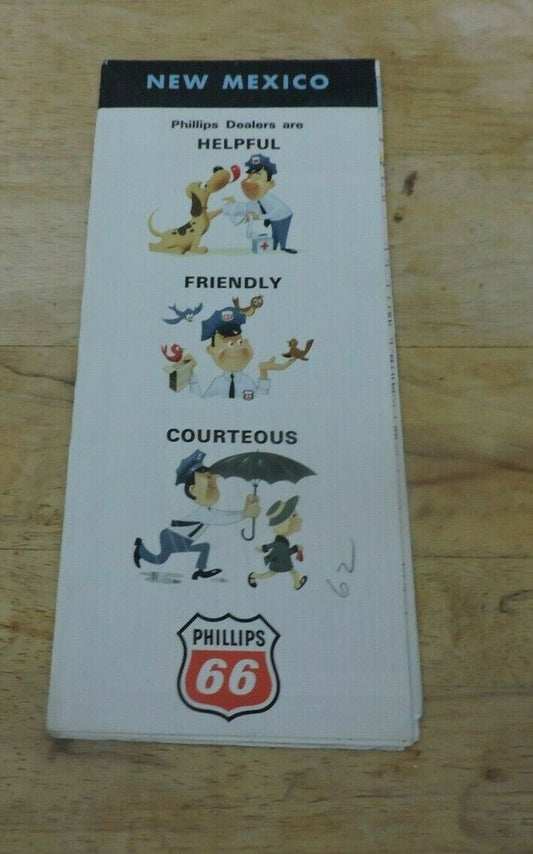 NEW MEXICO
Phillips Dealers are
HELPFUL
FRIENDLY
COURTEOUS
62
PHILLIPS
66